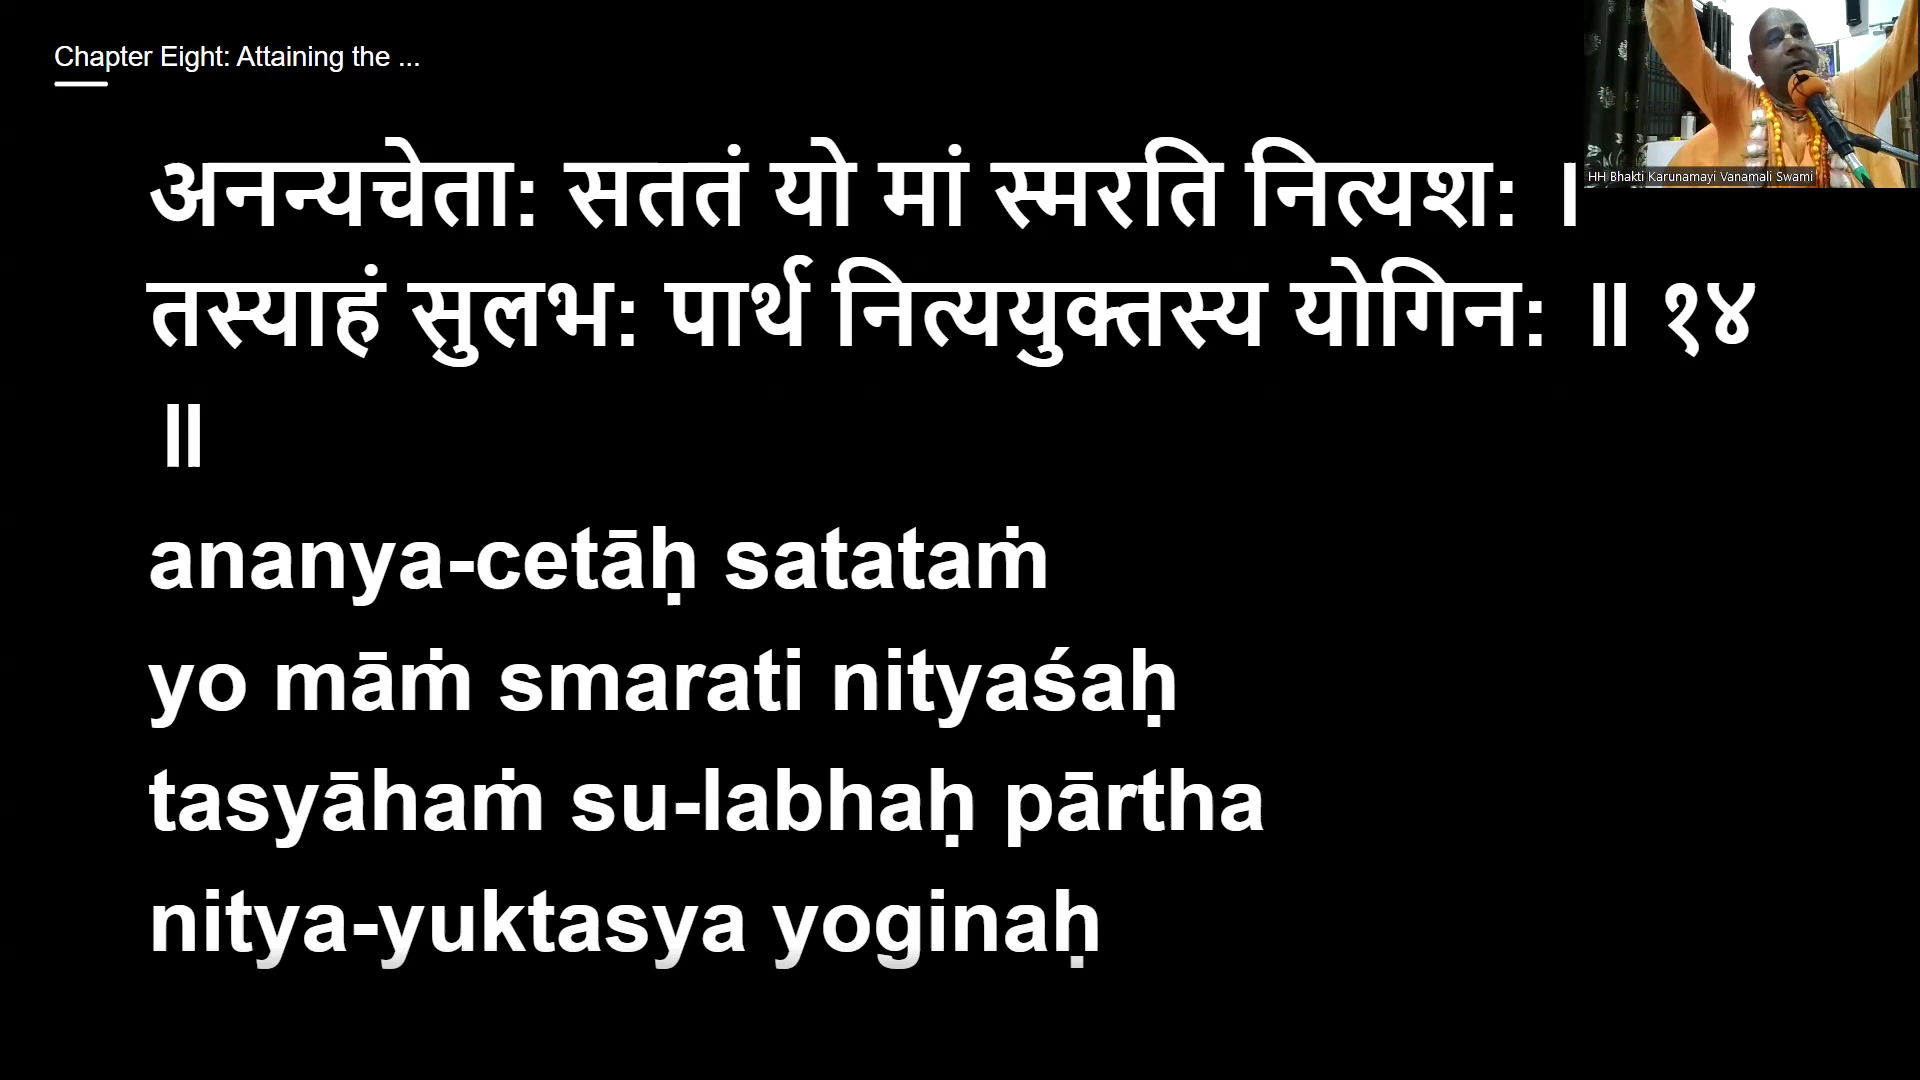 Chapter Eight: Attaining the ...
HH Bhakti Karunamayi Vanamali Swami
अनन्यचेता: सततं यो मां स्मरति नित्यश: ।
तस्याहं सुलभ: पार्थ नित्ययुक्तस्य योगिन: ॥ १४
॥
ananya-cetāḥ satataṁ
yo māṁ smarati nityaśaḥ
tasyāhaṁ su-labhaḥ pārtha
nitya-yuktasya yoginaḥ